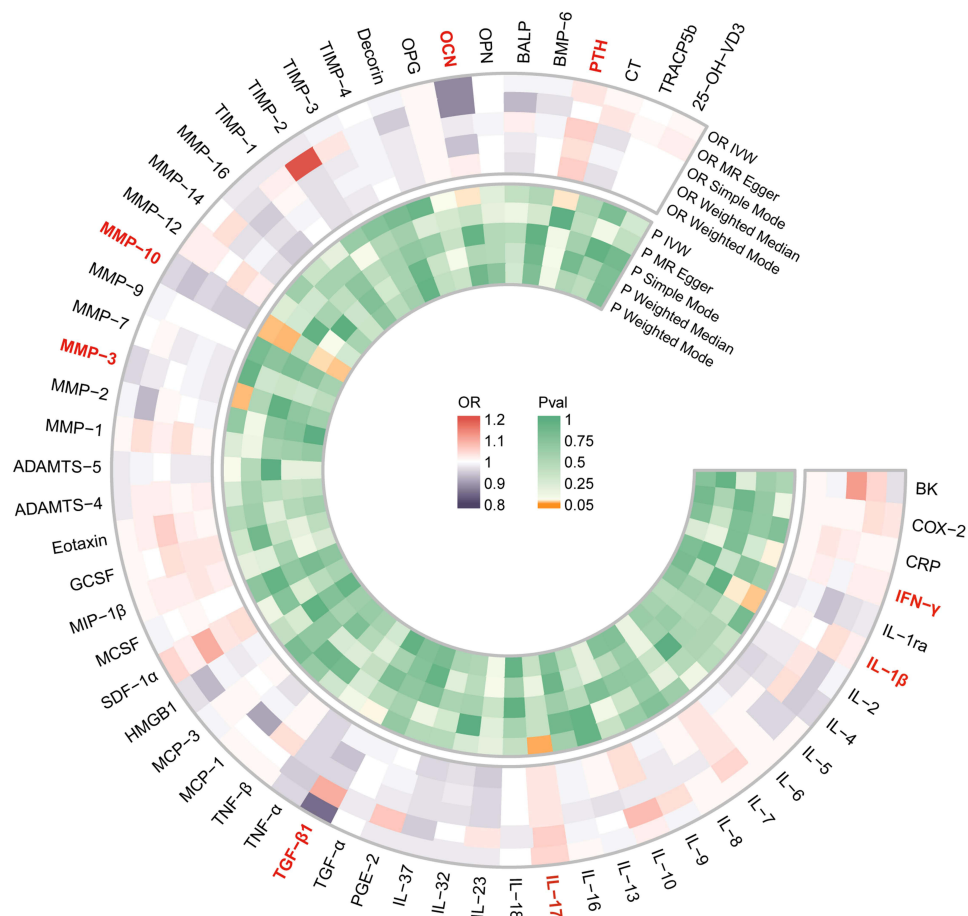 BK
COX−2
CRP
IFN−γ
IL−1ra
IL−1β
IL−2
IL−4
IL−5
IL−6
IL−7
IL−8
IL−9
IL−10
IL−13
IL−16
IL−17
IL−18
IL−23
IL−32
IL−37
PGE−2
TGF−α
TGF−β1
TNF−α
TNF−β
MCP−1
MCP−3
HMGB1
SDF−1α
MCSF
MIP−1β
GCSF
Eotaxin
ADAMTS−4
ADAMTS−5
MMP−1
MMP−2
MMP−3
MMP−7
MMP−9
MMP−10
MMP−12
MMP−14
MMP−16
TIMP−1
TIMP−2
TIMP−3
TIMP−4
Decorin
OPG
OCN
OPN
BALP
BMP−6
PTH
CT
TRACP5b
25−OH−VD3
OR IVW
OR MR Egger
OR Simple Mode
OR Weighted Median
OR Weighted Mode
P IVW
P MR Egger
P Simple Mode
P Weighted Median
P Weighted Mode
OR
1.2
1.1
1
0.9
0.8
Pval
1
0.75
0.5
0.25
0.05